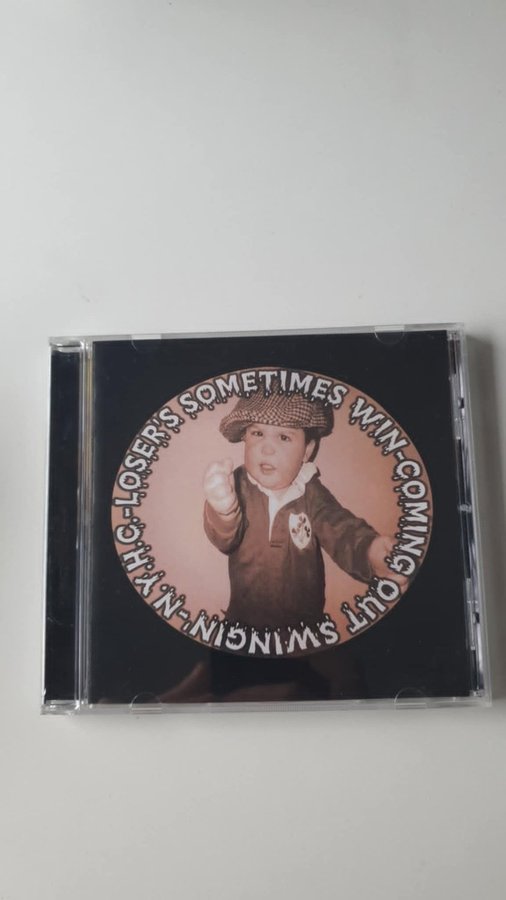 LOSER'S SOMETIMES WIN-COMING OUT SWINGIN'-N.Y.H.C.-